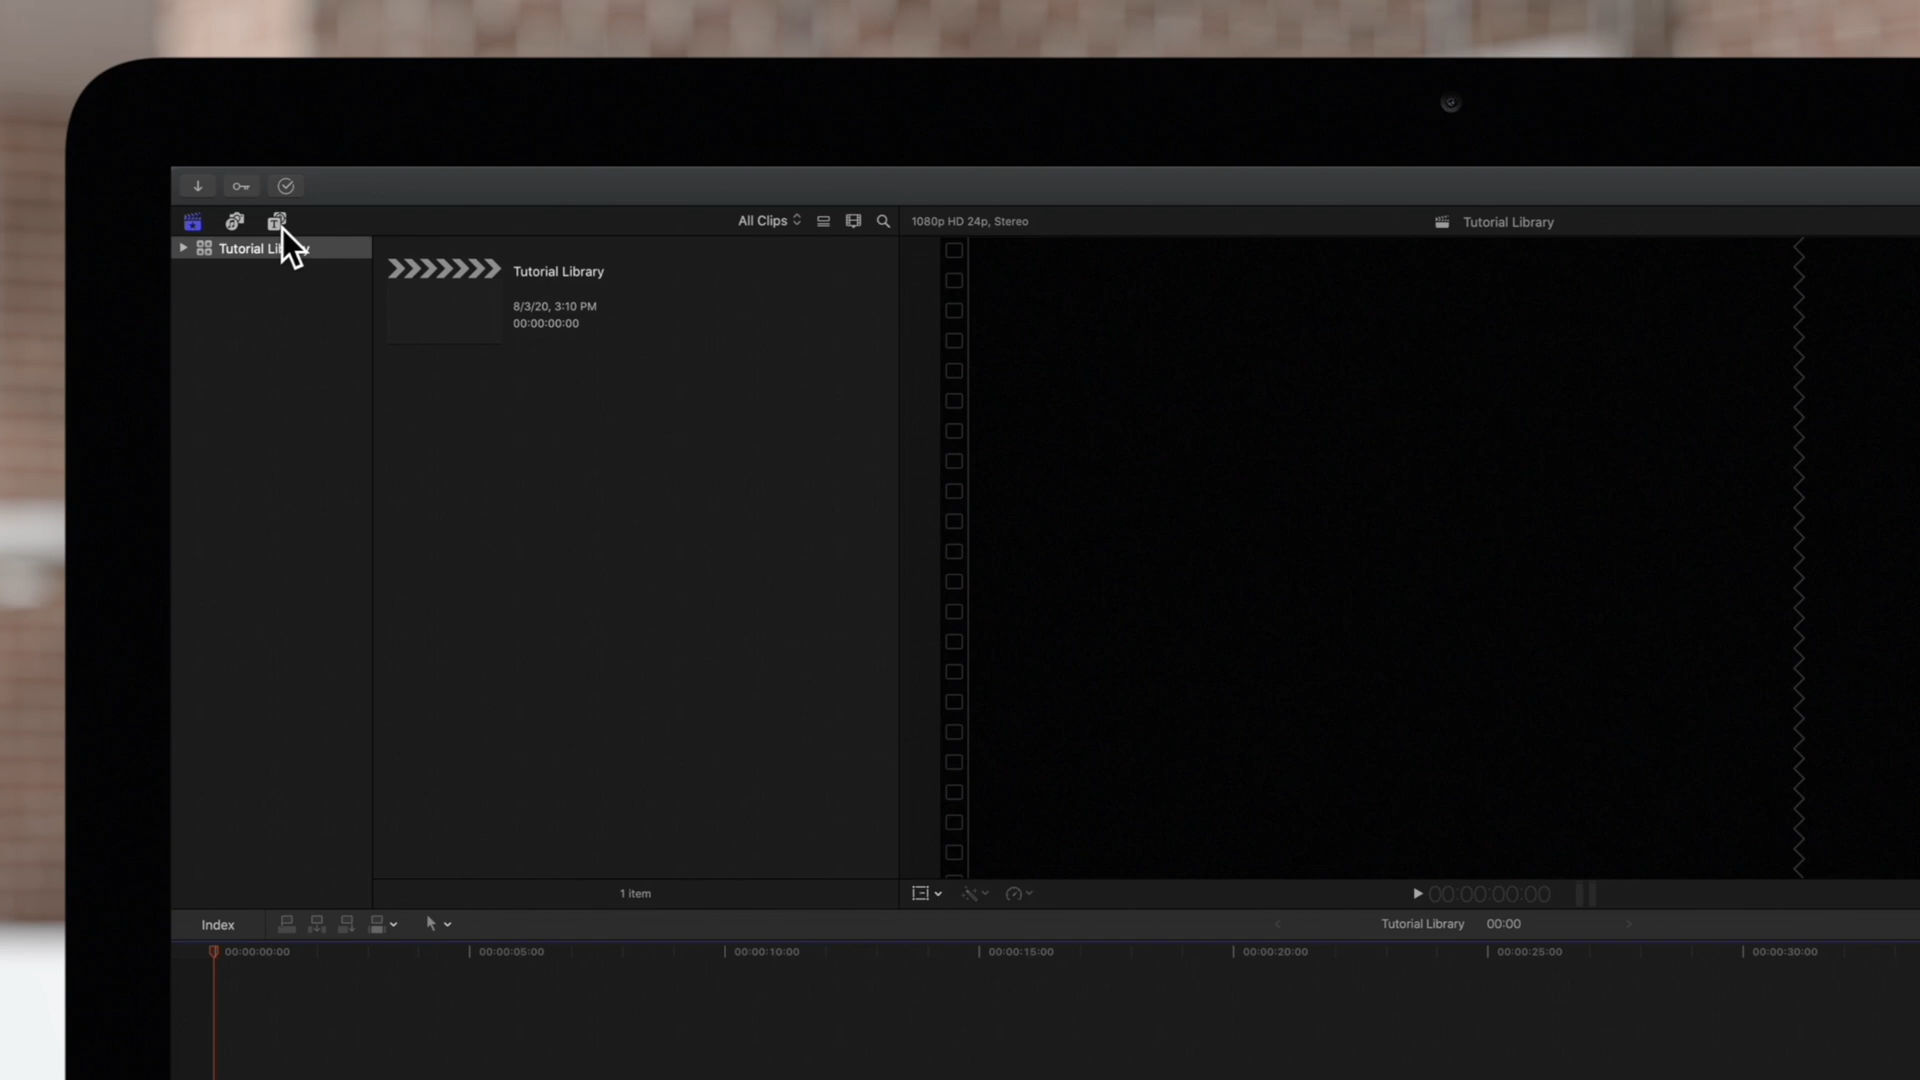 All Clips
1080p HD 24p, Stereo
Tutorial Library
Tutorial Li
Tutorial Library
8/3/20, 3:10 PM
00:00:00:00
1 item
00:00:00:00
Index
Tutorial Library 00:00
00:00:00:00 00:00:05:00 00:00:10:00 00:00:15:00 00:00:20:00 00:00:25:00 00:00:30:00